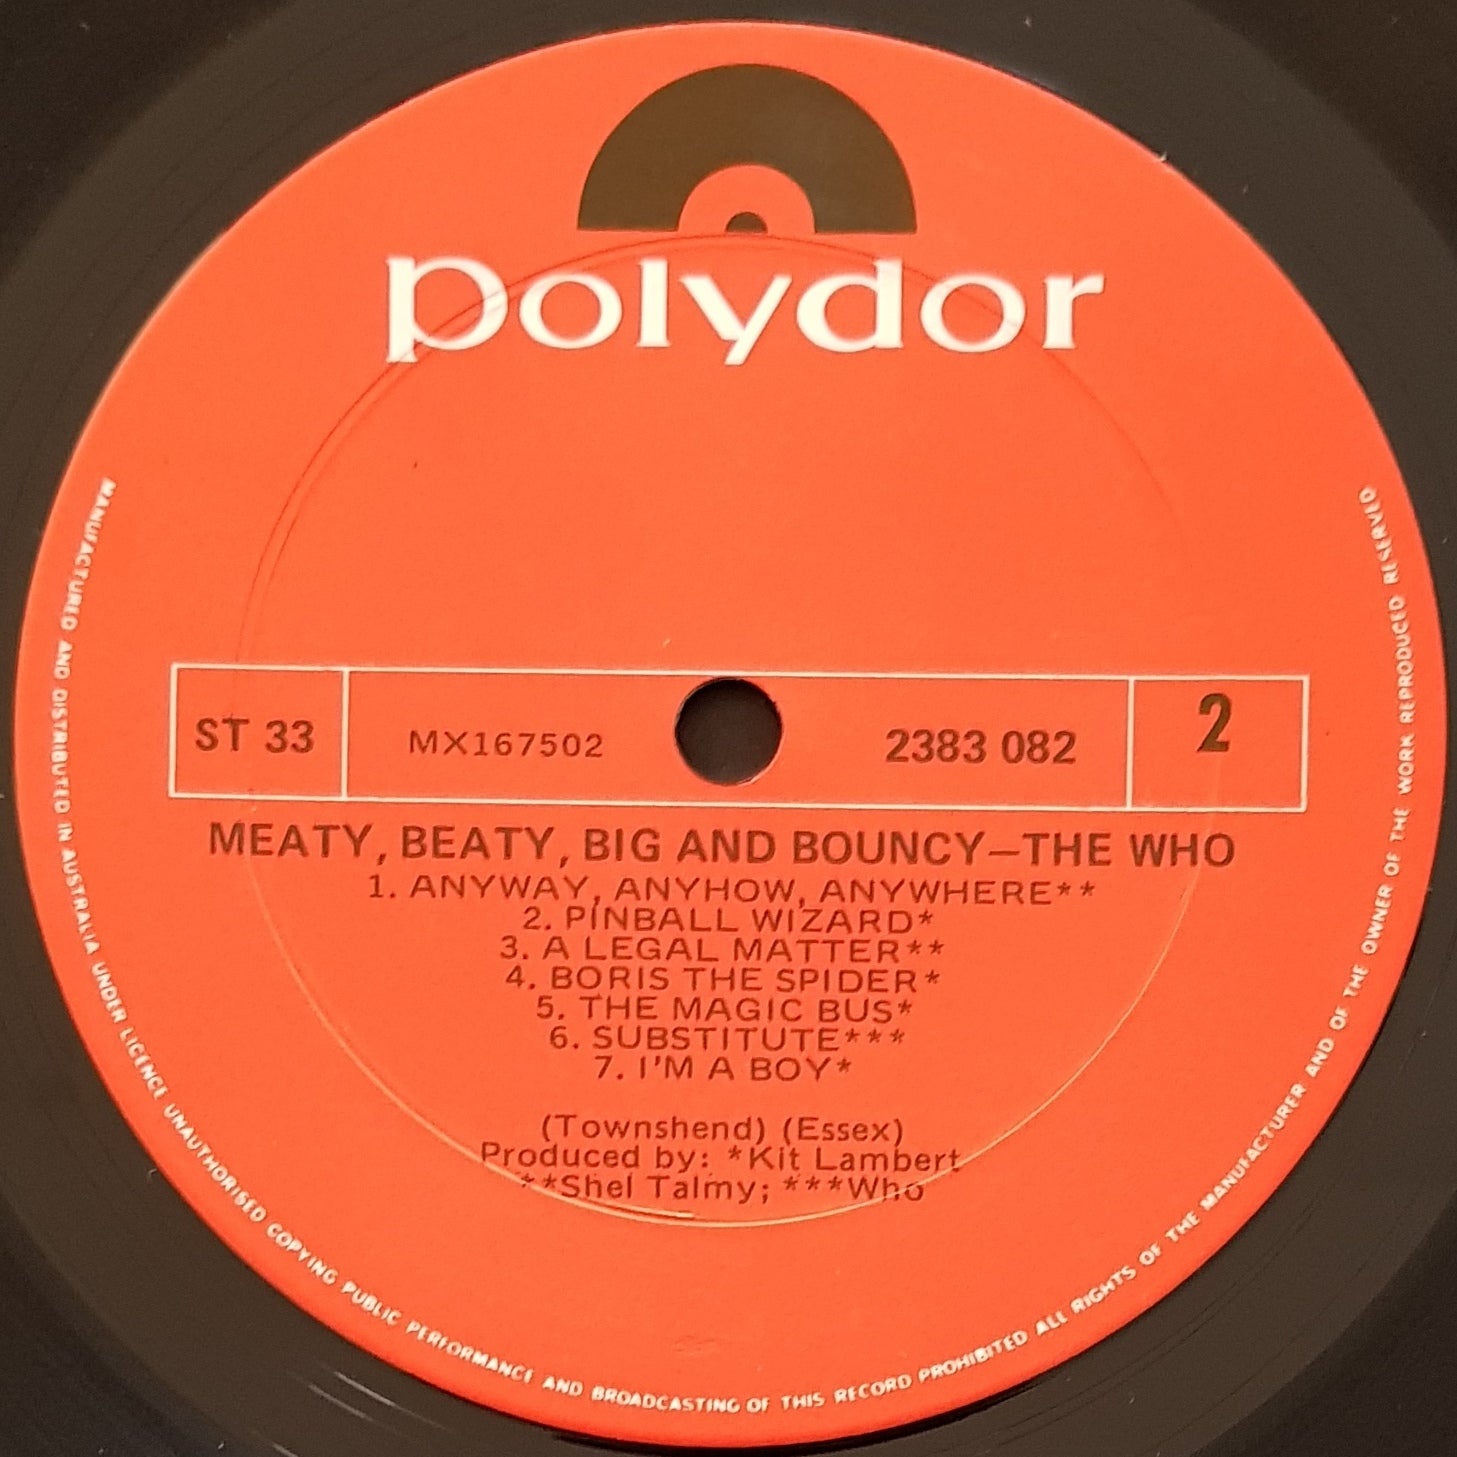 polydor
ST 33 MX167502 2383 082 2
MEATY, BEATY, BIG AND BOUNCY—THE WHO
1. ANYWAY, ANYHOW, ANYWHERE**
2. PINBALL WIZARD*
3. A LEGAL MATTER**
4. BORIS THE SPIDER*
5. THE MAGIC BUS*
6. SUBSTITUTE***
7. I'M A BOY*
(Townshend) (Essex)
Produced by: *Kit Lambert
**Shel Talmy; ***Who
MANUFACTURED AND DISTRIBUTED IN AUSTRALIA UNDER LICENCE UNAUTHORISED COPYING PUBLIC PERFORMANCE AND BROADCASTING OF THIS RECORD PROHIBITED ALL RIGHTS OF THE MANUFACTURER AND OF THE OWNER OF THE WORK REPRODUCED RESERVED